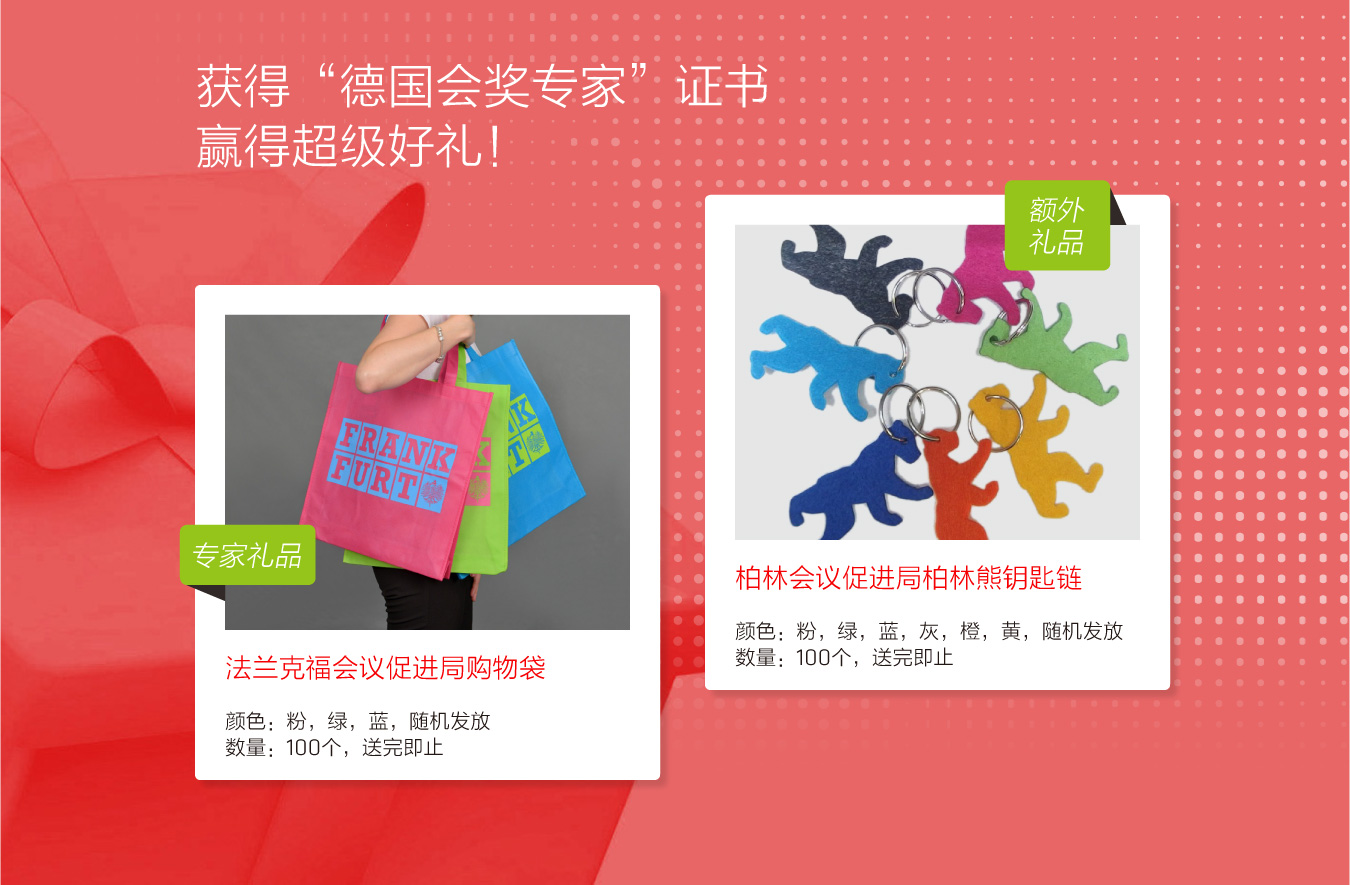 获得“德国会奖专家”证书
赢得超级好礼！
额外
礼品
FRANK
FURT
K
NK
T
专家礼品
法兰克福会议促进局购物袋
颜色：粉，绿，蓝，随机发放
数量：100个，送完即止
柏林会议促进局柏林熊钥匙链
颜色：粉，绿，蓝，灰，橙，黄，随机发放
数量：100个，送完即止